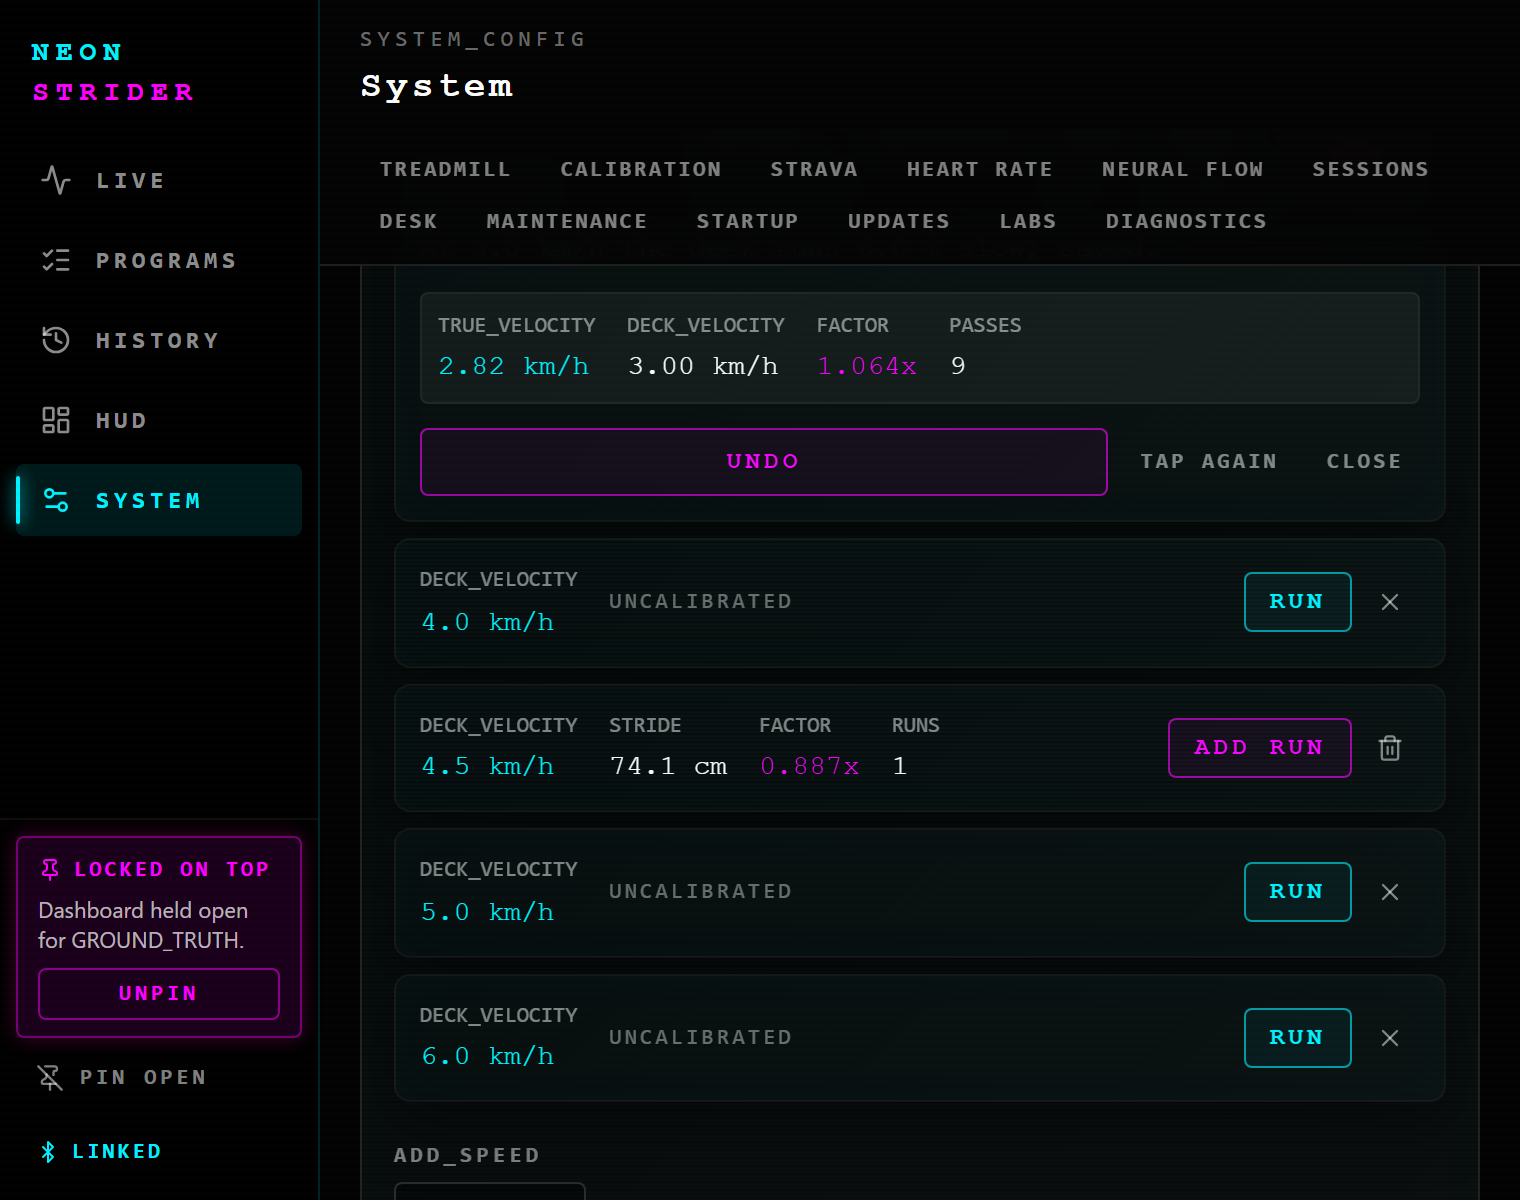 NEON
STRIDER
LIVE
PROGRAMS
HISTORY
HUD
SYSTEM
LOCKED ON TOP
Dashboard held open
for GROUND_TRUTH.
UNPIN
PIN OPEN
LINKED
SYSTEM_CONFIG
System
TREADMILL CALIBRATION STRAVA HEART RATE NEURAL FLOW SESSIONS
DESK MAINTENANCE STARTUP UPDATES LABS DIAGNOSTICS
TRUE_VELOCITY DECK_VELOCITY FACTOR PASSES
2.82 km/h 3.00 km/h 1.064x 9
UNDO TAP AGAIN CLOSE
DECK_VELOCITY
4.0 km/h
UNCALIBRATED
RUN
DECK_VELOCITY STRIDE FACTOR RUNS
4.5 km/h 74.1 cm 0.887x 1
ADD RUN
DECK_VELOCITY
5.0 km/h
UNCALIBRATED
RUN
DECK_VELOCITY
6.0 km/h
UNCALIBRATED
RUN
ADD_SPEED